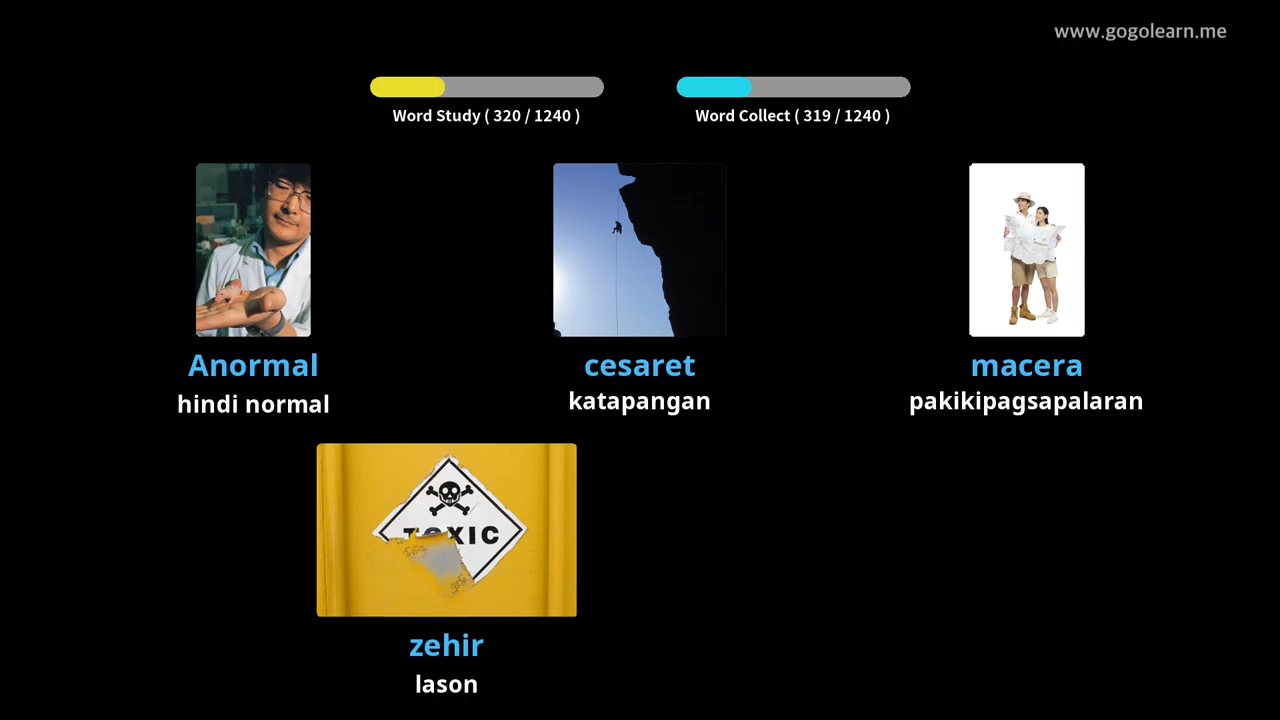 www.gogolearn.me
Word Study ( 320 / 1240 )
Word Collect ( 319 / 1240 )
Anormal
hindi normal
cesaret
katapangan
macera
pakikipagsapalaran
TOXIC
zehir
lason